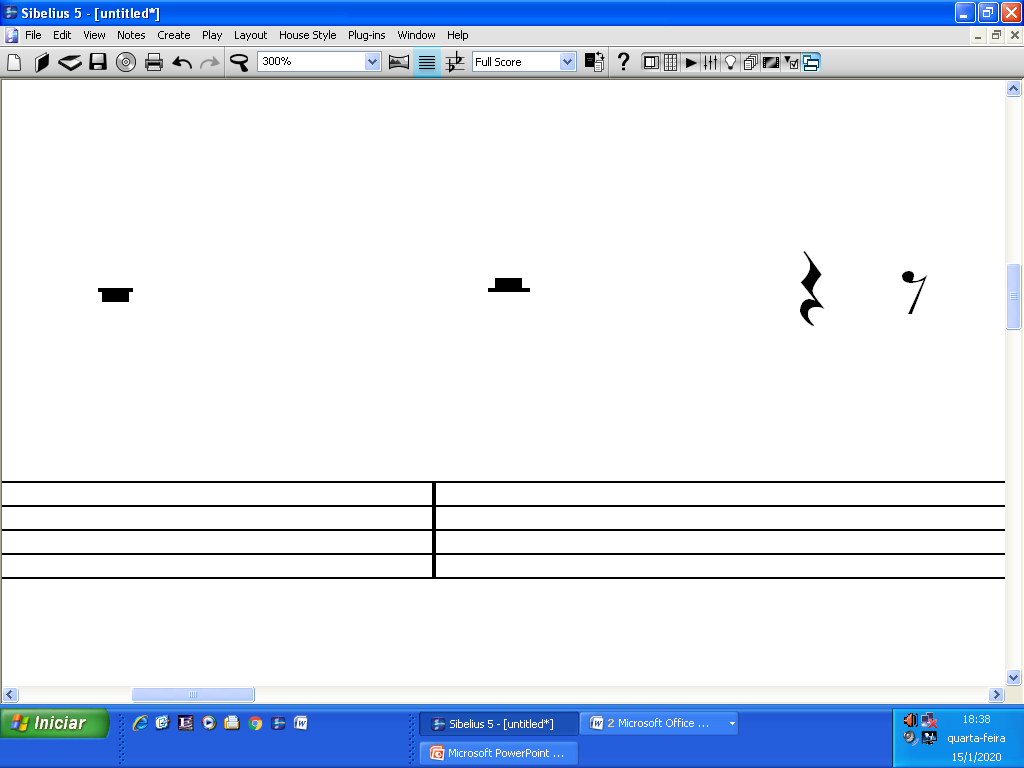 Sibelius 5 - [untitled*]
File Edit View Notes Create Play Layout House Style Plug-ins Window Help
300% Full Score
Iniciar
Sibelius 5 - [untitled*]
2 Microsoft Office ...
Microsoft PowerPoint ...
18:38
quarta-feira
15/1/2020